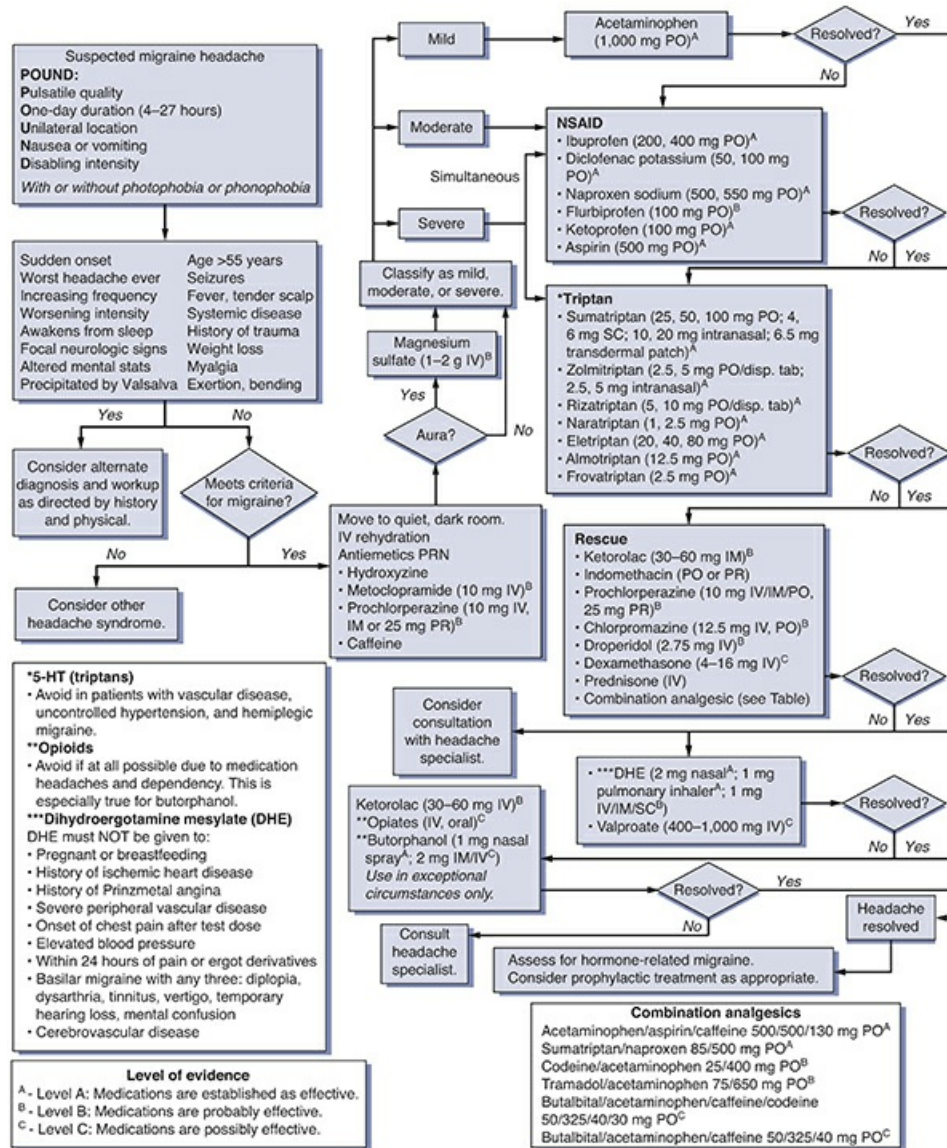 Suspected migraine headache
POUND:
Pulsatile quality
One-day duration (4–27 hours)
Unilateral location
Nausea or vomiting
Disabling intensity
With or without photophobia or phonophobia
Sudden onset
Worst headache ever
Increasing frequency
Worsening intensity
Awakens from sleep
Focal neurologic signs
Altered mental stats
Precipitated by Valsalva
Age >55 years
Seizures
Fever, tender scalp
Systemic disease
History of trauma
Weight loss
Myalgia
Exertion, bending
Yes
No
Consider alternate
diagnosis and workup
as directed by history
and physical.
Meets criteria
for migraine?
No
Yes
Consider other
headache syndrome.
Move to quiet, dark room.
IV rehydration
Antiemetics PRN
• Hydroxyzine
• Metoclopramide (10 mg IV)B
• Prochlorperazine (10 mg IV,
IM or 25 mg PR)B
• Caffeine
Aura?
Yes
No
Magnesium
sulfate (1–2 g IV)B
Classify as mild,
moderate, or severe.
Mild
Moderate
Severe
Simultaneous
Acetaminophen
(1,000 mg PO)A
Resolved?
Yes
No
NSAID
• Ibuprofen (200, 400 mg PO)A
• Diclofenac potassium (50, 100 mg
PO)A
• Naproxen sodium (500, 550 mg PO)A
• Flurbiprofen (100 mg PO)B
• Ketoprofen (100 mg PO)A
• Aspirin (500 mg PO)A
Resolved?
No
Yes
*Triptan
• Sumatriptan (25, 50, 100 mg PO; 4,
6 mg SC; 10, 20 mg intranasal; 6.5 mg
transdermal patch)A
• Zolmitriptan (2.5, 5 mg PO/disp. tab;
2.5, 5 mg intranasal)A
• Rizatriptan (5, 10 mg PO/disp. tab)A
• Naratriptan (1, 2.5 mg PO)A
• Eletriptan (20, 40, 80 mg PO)A
• Almotriptan (12.5 mg PO)A
• Frovatriptan (2.5 mg PO)A
Resolved?
No
Yes
Rescue
• Ketorolac (30–60 mg IM)B
• Indomethacin (PO or PR)
• Prochlorperazine (10 mg IV/IM/PO,
25 mg PR)B
• Chlorpromazine (12.5 mg IV, PO)B
• Droperidol (2.75 mg IV)B
• Dexamethasone (4–16 mg IV)C
• Prednisone (IV)
• Combination analgesic (see Table)
Resolved?
No
Yes
Consider
consultation
with headache
specialist.
• ***DHE (2 mg nasalA; 1 mg
pulmonary inhalerA; 1 mg
IV/IM/SCB)
• Valproate (400–1,000 mg IV)C
Resolved?
No
Yes
Ketorolac (30–60 mg IV)B
**Opiates (IV, oral)C
**Butorphanol (1 mg nasal
sprayA; 2 mg IM/IVC)
Use in exceptional
circumstances only.
Resolved?
Yes
No
Consult
headache
specialist.
Headache
resolved
Assess for hormone-related migraine.
Consider prophylactic treatment as appropriate.
*5-HT (triptans)
• Avoid in patients with vascular disease,
uncontrolled hypertension, and hemiplegic
migraine.
**Opioids
• Avoid if at all possible due to medication
headaches and dependency. This is
especially true for butorphanol.
***Dihydroergotamine mesylate (DHE)
DHE must NOT be given to:
• Pregnant or breastfeeding
• History of ischemic heart disease
• History of Prinzmetal angina
• Severe peripheral vascular disease
• Onset of chest pain after test dose
• Elevated blood pressure
• Within 24 hours of pain or ergot derivatives
• Basilar migraine with any three: diplopia,
dysarthria, tinnitus, vertigo, temporary
hearing loss, mental confusion
• Cerebrovascular disease
Level of evidence
A - Level A: Medications are established as effective.
B - Level B: Medications are probably effective.
C - Level C: Medications are possibly effective.
Combination analgesics
Acetaminophen/aspirin/caffeine 500/500/130 mg POA
Sumatriptan/naproxen 85/500 mg POA
Codeine/acetaminophen 25/400 mg POB
Tramadol/acetaminophen 75/650 mg POB
Butalbital/acetaminophen/caffeine/codeine
50/325/40/30 mg POC
Butalbital/acetaminophen/caffeine 50/325/40 mg POC